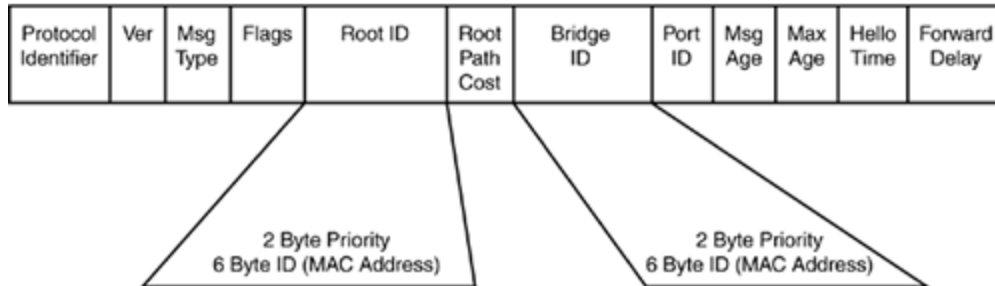 Protocol Identifier
Ver
Msg Type
Flags
Root ID
Root Path Cost
Bridge ID
Port ID
Msg Age
Max Age
Hello Time
Forward Delay
2 Byte Priority
6 Byte ID (MAC Address)
2 Byte Priority
6 Byte ID (MAC Address)